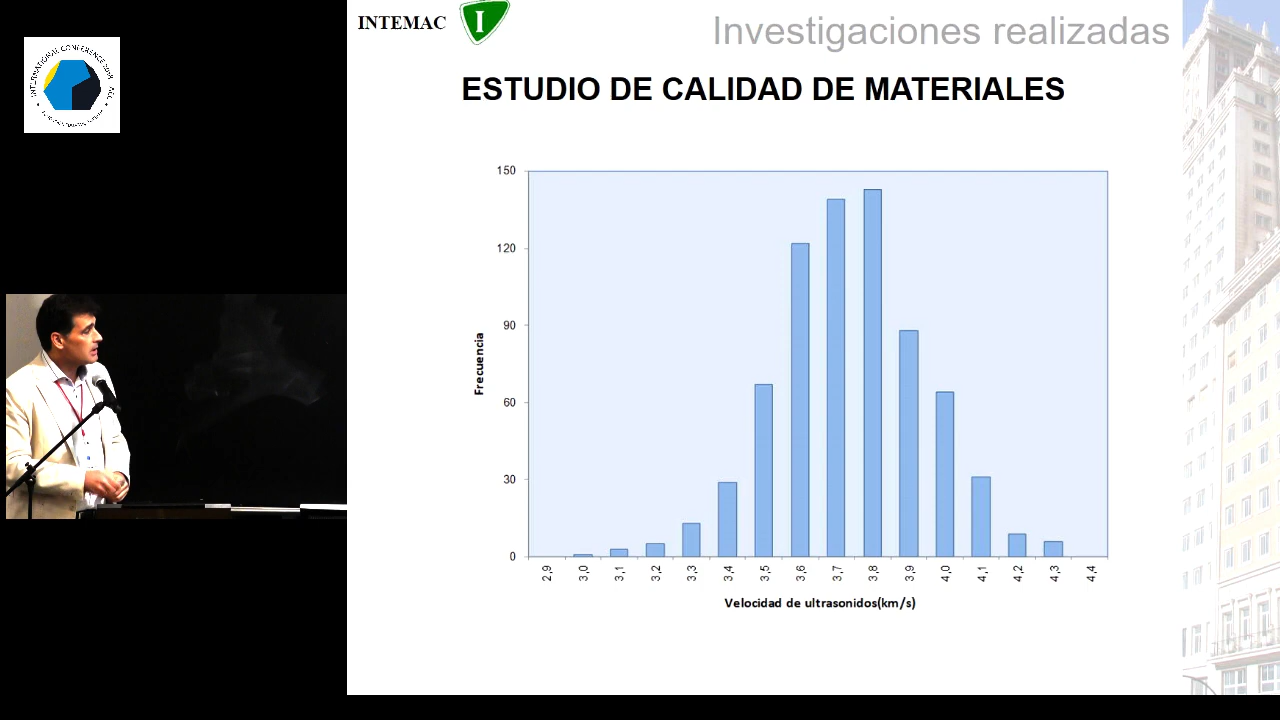 INTEMAC
I
Investigaciones realizadas
ESTUDIO DE CALIDAD DE MATERIALES
150
120
90
60
30
0
Frecuencia
2,9 3,0 3,1 3,2 3,3 3,4 3,5 3,6 3,7 3,8 3,9 4,0 4,1 4,2 4,3 4,4
Velocidad de ultrasonidos(km/s)
INTERNATIONAL CONFERENCE